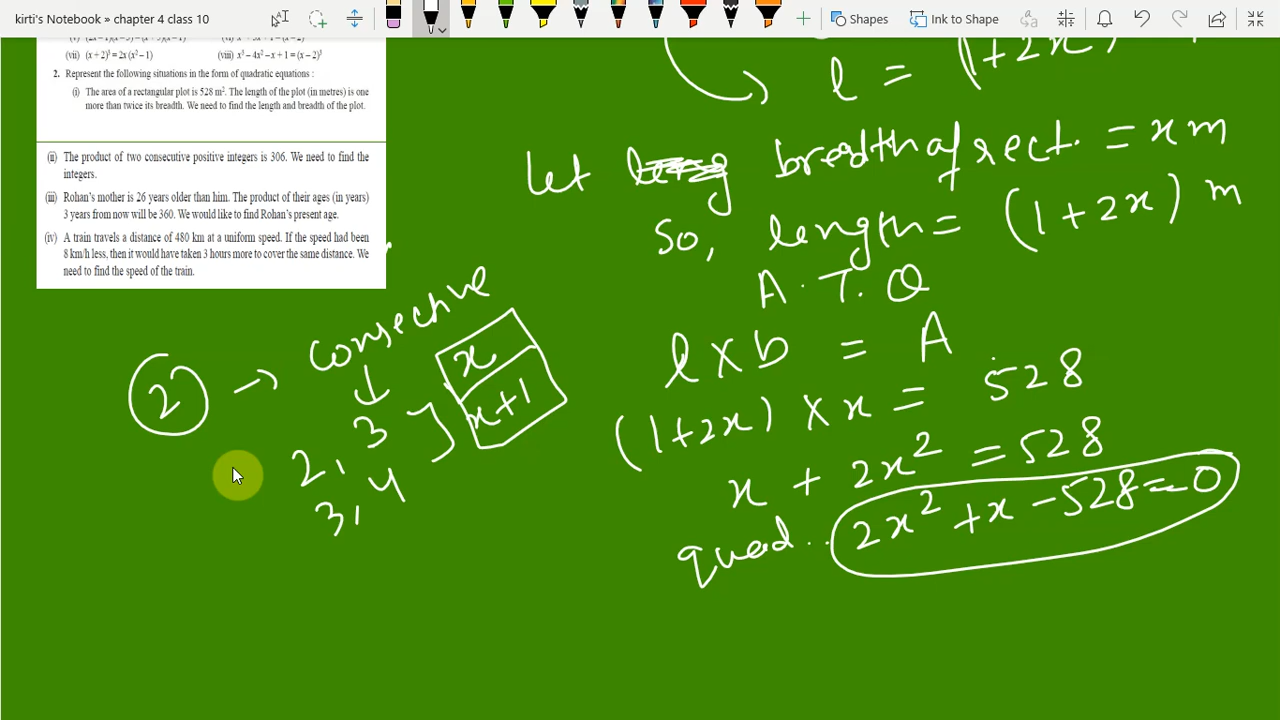 kirti's Notebook » chapter 4 class 10
Shapes
Ink to Shape
(vii) (x + 2)³ = 2x (x² – 1) (viii) x³ – 4x² – x + 1 = (x – 2)³
2. Represent the following situations in the form of quadratic equations :
(i) The area of a rectangular plot is 528 m². The length of the plot (in metres) is one
more than twice its breadth. We need to find the length and breadth of the plot.
(ii) The product of two consecutive positive integers is 306. We need to find the
integers.
(iii) Rohan's mother is 26 years older than him. The product of their ages (in years)
3 years from now will be 360. We would like to find Rohan's present age.
(iv) A train travels a distance of 480 km at a uniform speed. If the speed had been
8 km/h less, then it would have taken 3 hours more to cover the same distance. We
need to find the speed of the train.
l = (1+2x)
Let breadth of rect. = x m
So, length = (1+2x) m
A.T.Q
l x b = A
(1+2x) x x = 528
x + 2x² = 528
quad.. 2x² + x - 528 = 0
2 → consective
↓
2, 3
3, 4
x
x+1